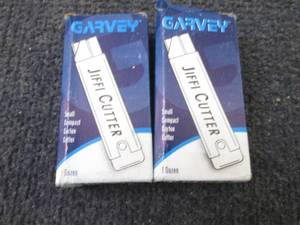 GARVEY
JIFFI CUTTER
Small
Compact
Carton
Cutter
1 Dozen
GARVEY
JIFFI CUTTER
Small
Compact
Carton
Cutter
1 Dozen